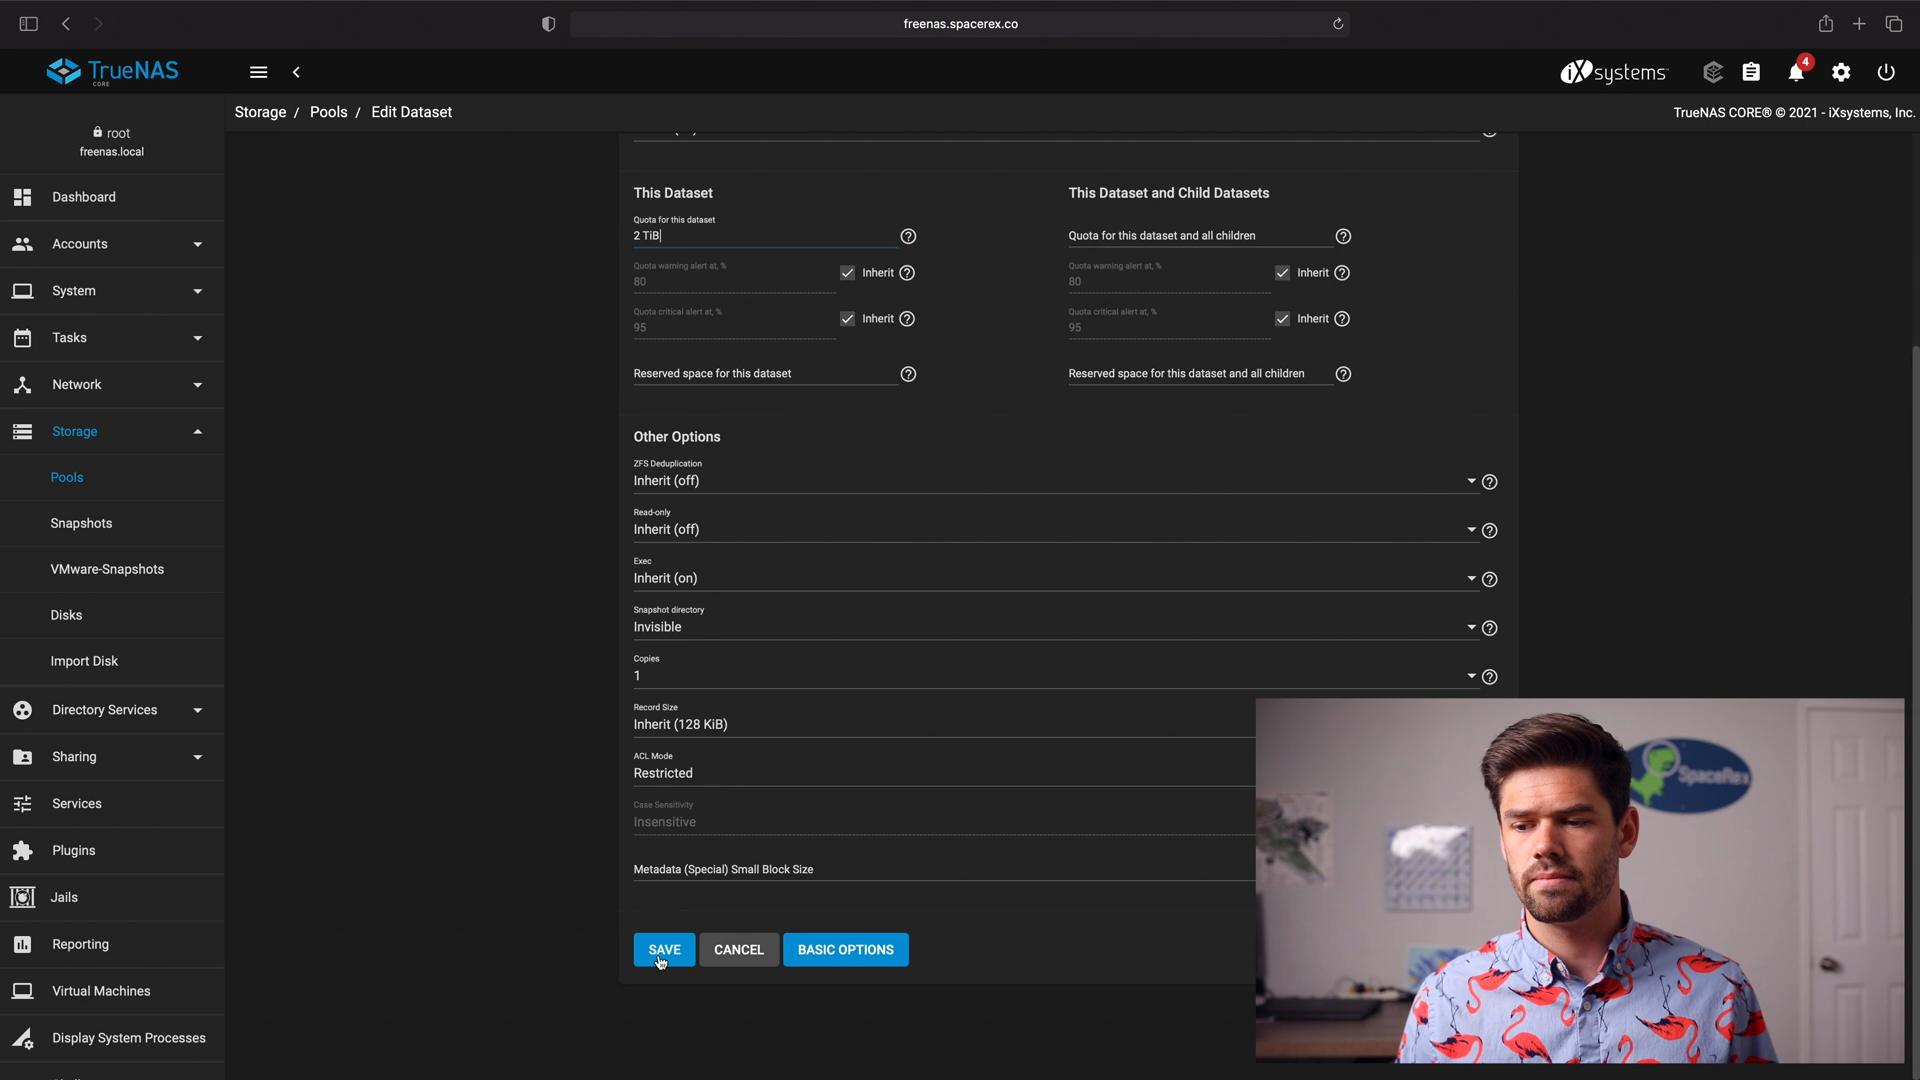 freenas.spacerex.co
TrueNAS
CORE
iXsystems
4
Storage / Pools / Edit Dataset
TrueNAS CORE® © 2021 - iXsystems, Inc.
root
freenas.local
Dashboard
Accounts
System
Tasks
Network
Storage
Pools
Snapshots
VMware-Snapshots
Disks
Import Disk
Directory Services
Sharing
Services
Plugins
Jails
Reporting
Virtual Machines
Display System Processes
This Dataset
Quota for this dataset
2 TiB
Quota warning alert at, %
80
Inherit
Quota critical alert at, %
95
Inherit
Reserved space for this dataset
This Dataset and Child Datasets
Quota for this dataset and all children
Quota warning alert at, %
80
Inherit
Quota critical alert at, %
95
Inherit
Reserved space for this dataset and all children
Other Options
ZFS Deduplication
Inherit (off)
Read-only
Inherit (off)
Exec
Inherit (on)
Snapshot directory
Invisible
Copies
1
Record Size
Inherit (128 KiB)
ACL Mode
Restricted
Case Sensitivity
Insensitive
Metadata (Special) Small Block Size
SAVE
CANCEL
BASIC OPTIONS
SpaceRex